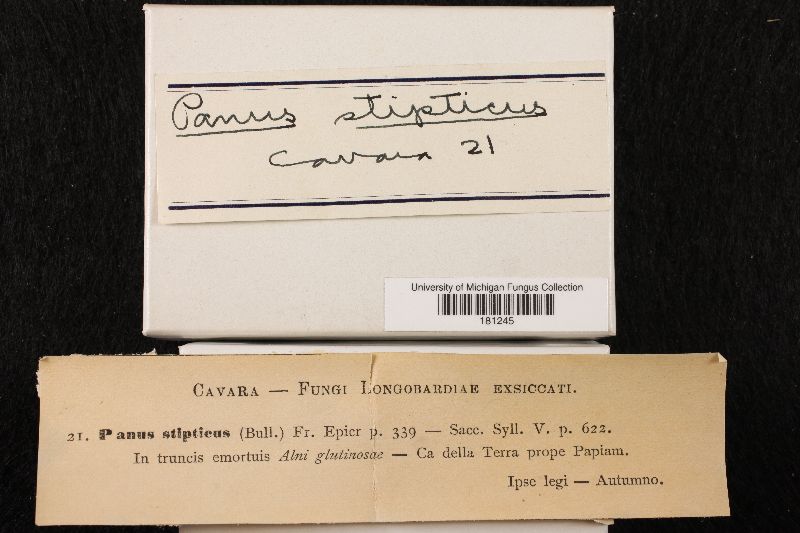 Panus stipticus
Cavara 21
University of Michigan Fungus Collection
181245
CAVARA — FUNGI LONGOBARDIAE EXSICCATI.
21. Panus stipticus (Bull.) Fr. Epicr p. 339 — Sacc. Syll. V. p. 622.
In truncis emortuis Alni glutinosae — Ca della Terra prope Papiam.
Ipse legi — Autumno.